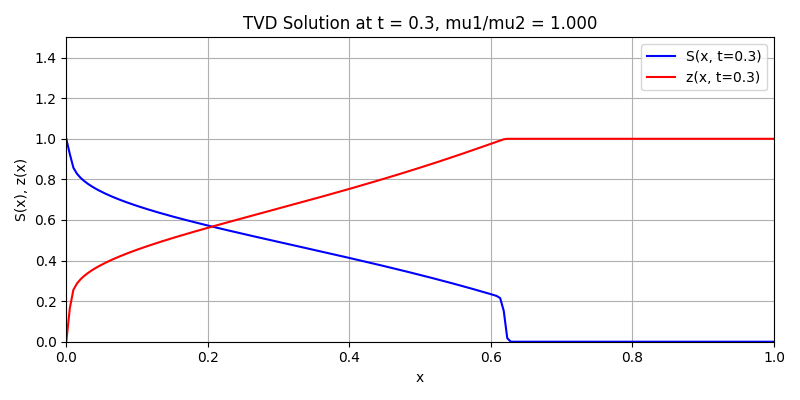 TVD Solution at t = 0.3, mu1/mu2 = 1.000
S(x, t=0.3)
z(x, t=0.3)
S(x), z(x)
1.4
1.2
1.0
0.8
0.6
0.4
0.2
0.0
0.0 0.2 0.4 0.6 0.8 1.0
x